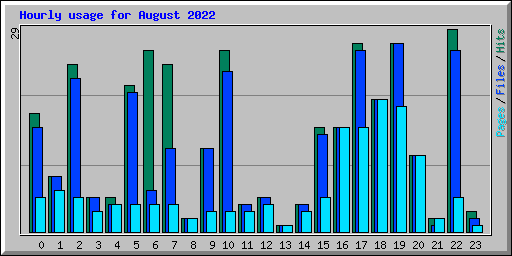 Hourly usage for August 2022
29
Pages/Files/Hits
0 1 2 3 4 5 6 7 8 9 10 11 12 13 14 15 16 17 18 19 20 21 22 23